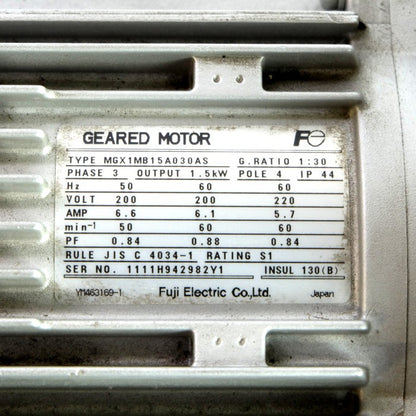 GEARED MOTOR Fe
TYPE MGX1MB15A030AS G.RATIO 1:30
PHASE 3 OUTPUT 1.5kW POLE 4 IP 44
Hz 50 60 60
VOLT 200 200 220
AMP 6.6 6.1 5.7
min⁻¹ 50 60 60
PF 0.84 0.88 0.84
RULE JIS C 4034-1 RATING S1
SER NO. 1111H942982Y1 INSUL 130(B)
YM463169-1 Fuji Electric Co.,Ltd. Japan